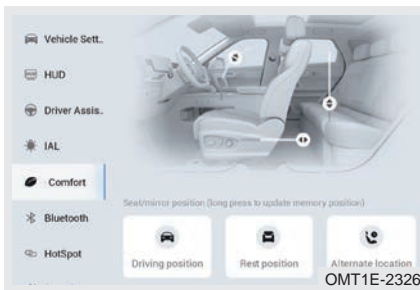 Vehicle Sett..
HUD
Driver Assis..
IAL
Comfort
Seat/mirror position (long press to update memory position)
Bluetooth
HotSpot
Driving position
Rest position
Alternate location
OMT1E-2326